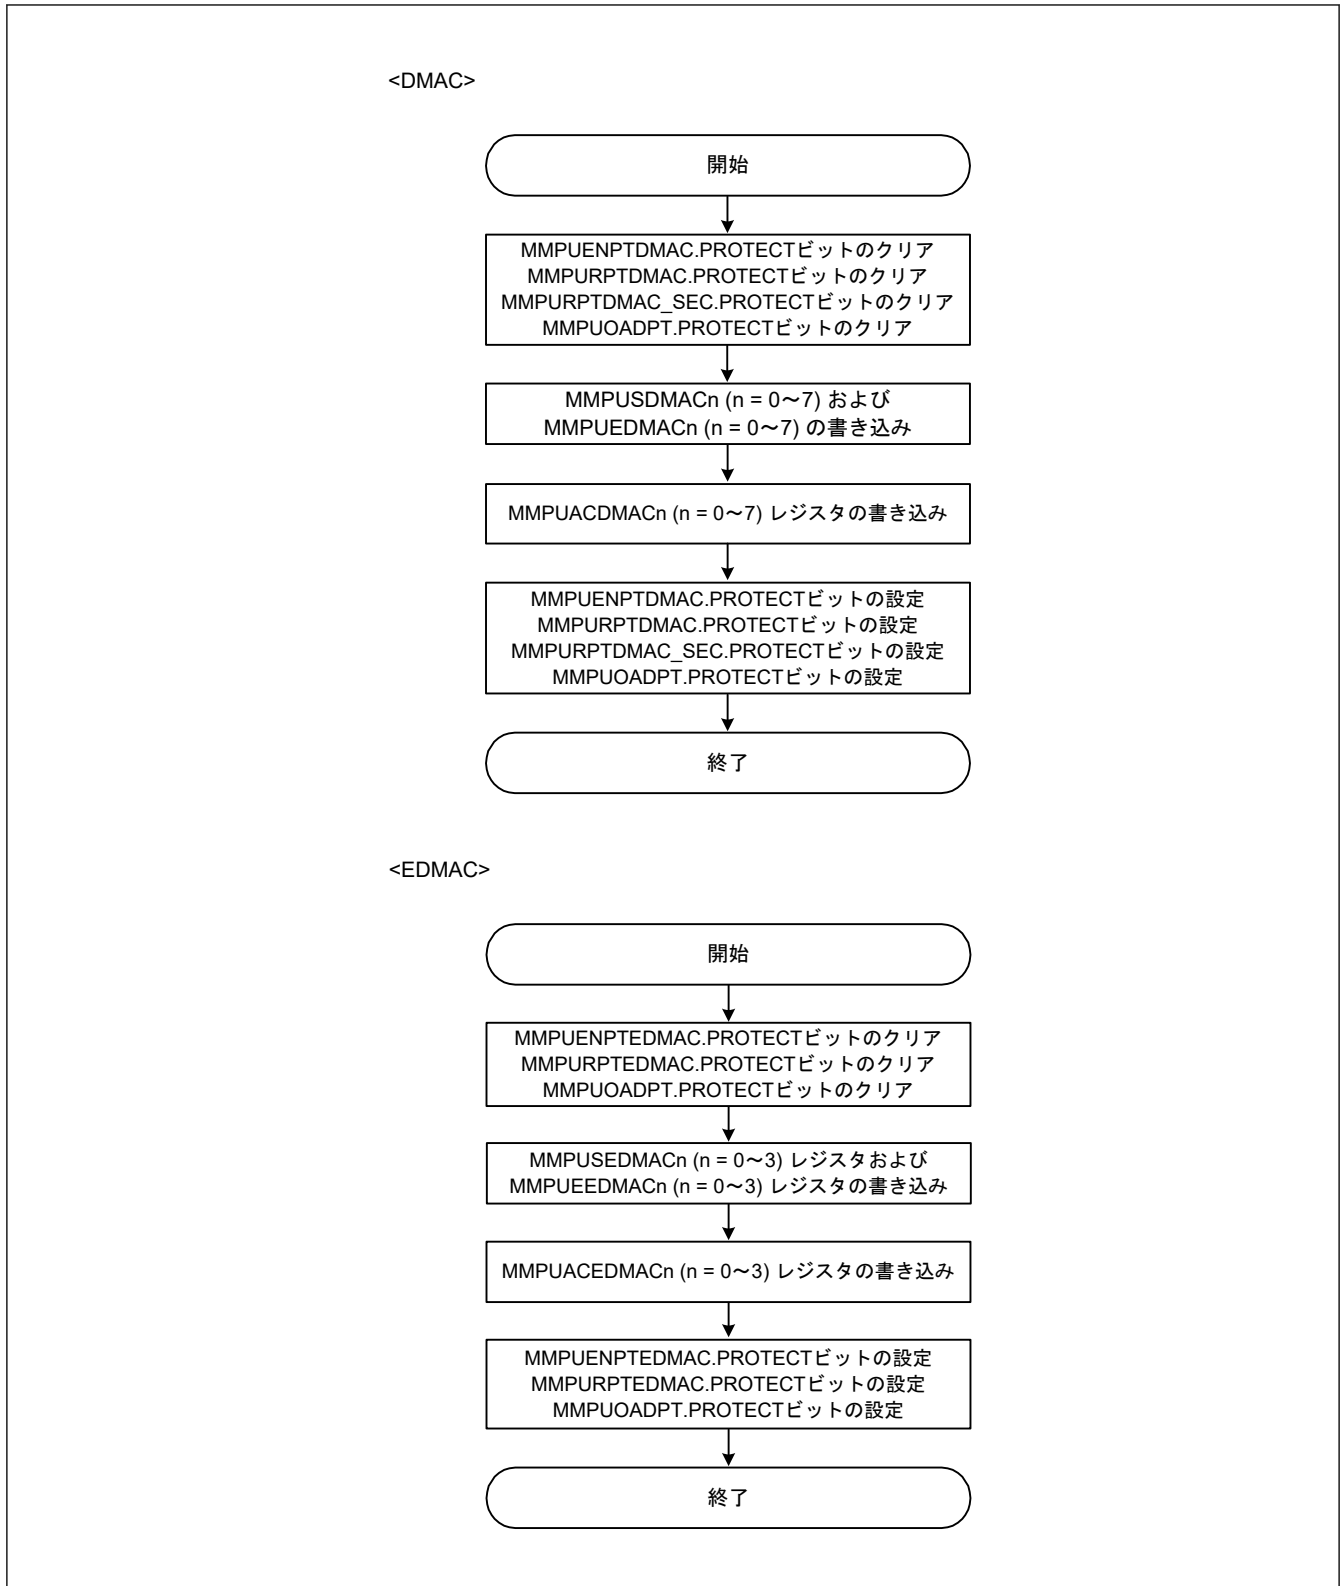 <DMAC>
開始
MMPUENPTDMAC.PROTECTビットのクリア
MMPURPTDMAC.PROTECTビットのクリア
MMPURPTDMAC_SEC.PROTECTビットのクリア
MMPUOADPT.PROTECTビットのクリア
MMPUSDMACn (n = 0～7) および
MMPUEDMACn (n = 0～7) の書き込み
MMPUACDMACn (n = 0～7) レジスタの書き込み
MMPUENPTDMAC.PROTECTビットの設定
MMPURPTDMAC.PROTECTビットの設定
MMPURPTDMAC_SEC.PROTECTビットの設定
MMPUOADPT.PROTECTビットの設定
終了
<EDMAC>
開始
MMPUENPTEDMAC.PROTECTビットのクリア
MMPURPTEDMAC.PROTECTビットのクリア
MMPUOADPT.PROTECTビットのクリア
MMPUSEDMACn (n = 0～3) レジスタおよび
MMPUEEDMACn (n = 0～3) レジスタの書き込み
MMPUACEDMACn (n = 0～3) レジスタの書き込み
MMPUENPTEDMAC.PROTECTビットの設定
MMPURPTEDMAC.PROTECTビットの設定
MMPUOADPT.PROTECTビットの設定
終了